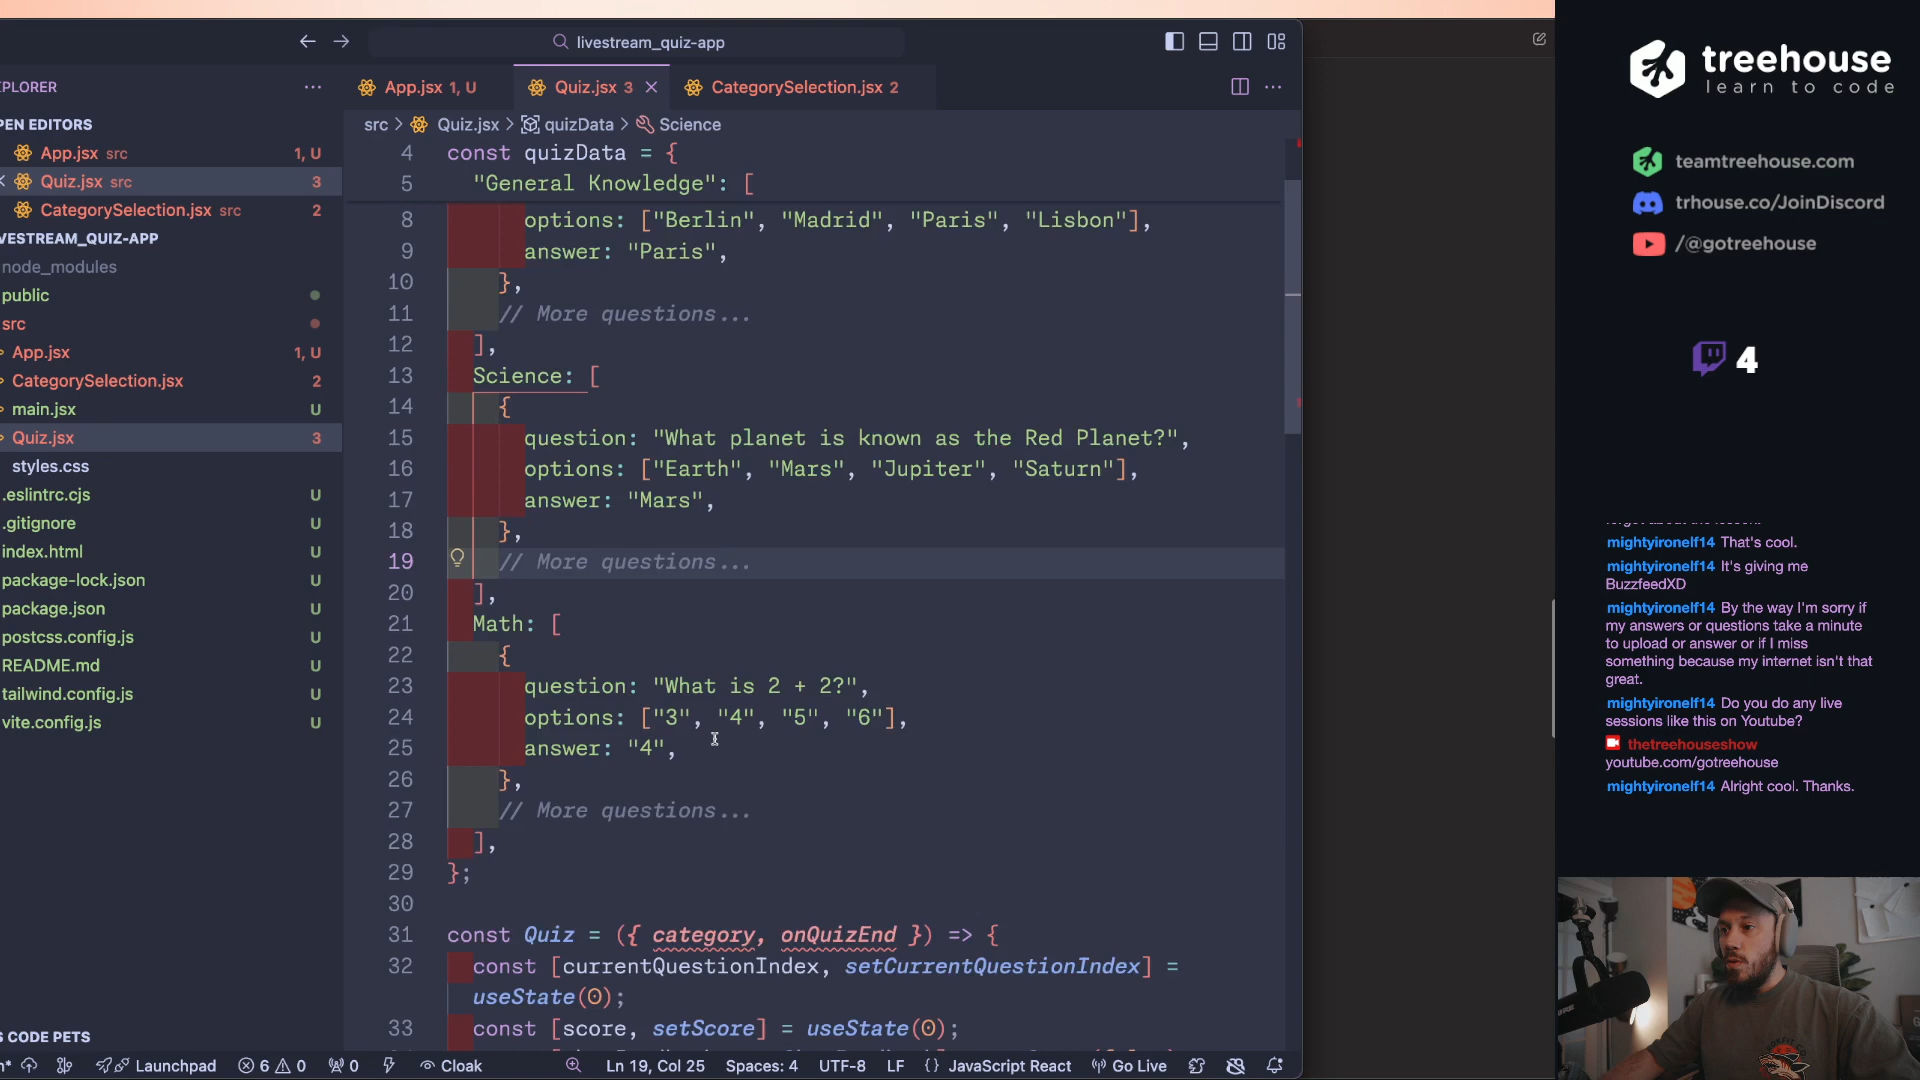 livestream_quiz-app
PLORER
App.jsx 1, U
Quiz.jsx 3
CategorySelection.jsx 2
src > Quiz.jsx > quizData > Science
PEN EDITORS
App.jsx src 1, U
Quiz.jsx src 3
CategorySelection.jsx src 2
VESTREAM_QUIZ-APP
node_modules
public
src
App.jsx 1, U
CategorySelection.jsx 2
main.jsx U
Quiz.jsx 3
styles.css
.eslintrc.cjs U
.gitignore U
index.html U
package-lock.json U
package.json U
postcss.config.js U
README.md U
tailwind.config.js U
vite.config.js U
S CODE PETS
4 const quizData = {
5 "General Knowledge": [
8 options: ["Berlin", "Madrid", "Paris", "Lisbon"],
9 answer: "Paris",
10 },
11 // More questions...
12 ],
13 Science: [
14 {
15 question: "What planet is known as the Red Planet?",
16 options: ["Earth", "Mars", "Jupiter", "Saturn"],
17 answer: "Mars",
18 },
19 // More questions...
20 ],
21 Math: [
22 {
23 question: "What is 2 + 2?",
24 options: ["3", "4", "5", "6"],
25 answer: "4",
26 },
27 // More questions...
28 ],
29 };
30
31 const Quiz = ({ category, onQuizEnd }) => {
32 const [currentQuestionIndex, setCurrentQuestionIndex] =
useState(0);
33 const [score, setScore] = useState(0);
Launchpad 6 0 0 Cloak Ln 19, Col 25 Spaces: 4 UTF-8 LF {} JavaScript React Go Live
treehouse
learn to code
teamtreehouse.com
trhouse.co/JoinDiscord
/@gotreehouse
4
mightyironelf14 That's cool.
mightyironelf14 It's giving me
BuzzfeedXD
mightyironelf14 By the way I'm sorry if
my answers or questions take a minute
to upload or answer or if I miss
something because my internet isn't that
great.
mightyironelf14 Do you do any live
sessions like this on Youtube?
thetreehouseshow
youtube.com/gotreehouse
mightyironelf14 Alright cool. Thanks.